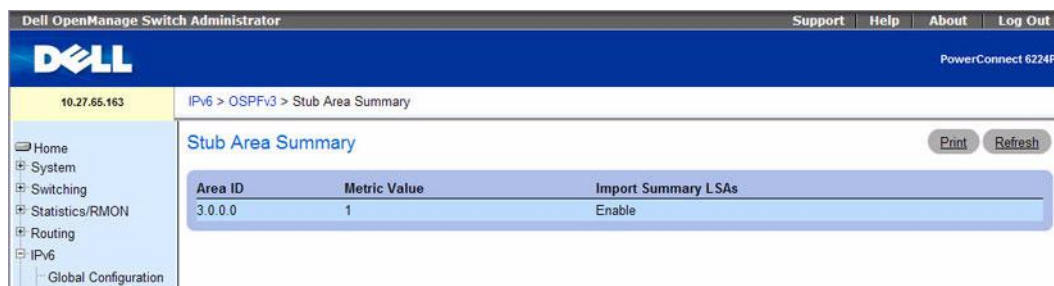 Dell OpenManage Switch Administrator Support Help About Log Out
DELL
PowerConnect 6224P
10.27.65.163
IPv6 > OSPFv3 > Stub Area Summary
Home
System
Switching
Statistics/RMON
Routing
IPv6
Global Configuration
Stub Area Summary
Print Refresh
Area ID Metric Value Import Summary LSAs
3.0.0.0 1 Enable